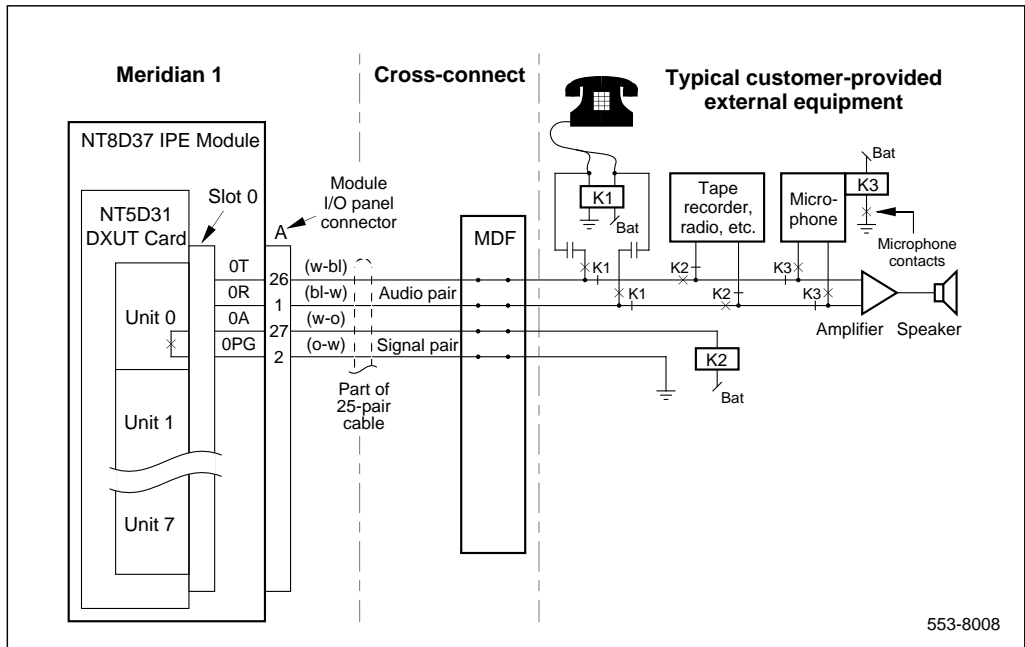 Meridian 1
Cross-connect
Typical customer-provided
external equipment
NT8D37 IPE Module
Slot 0
NT5D31
DXUT Card
Module
I/O panel
connector
A
MDF
K1
Bat
Tape
recorder,
radio, etc.
Micro-
phone
Bat
K3
Microphone
contacts
Unit 0
0T
26
(w-bl)
K1
K2
K3
0R
1
(bl-w)
Audio pair
K1
K2
K3
0A
27
(w-o)
Amplifier
Speaker
0PG
2
(o-w)
Signal pair
K2
Bat
Part of
25-pair
cable
Unit 1
Unit 7
553-8008